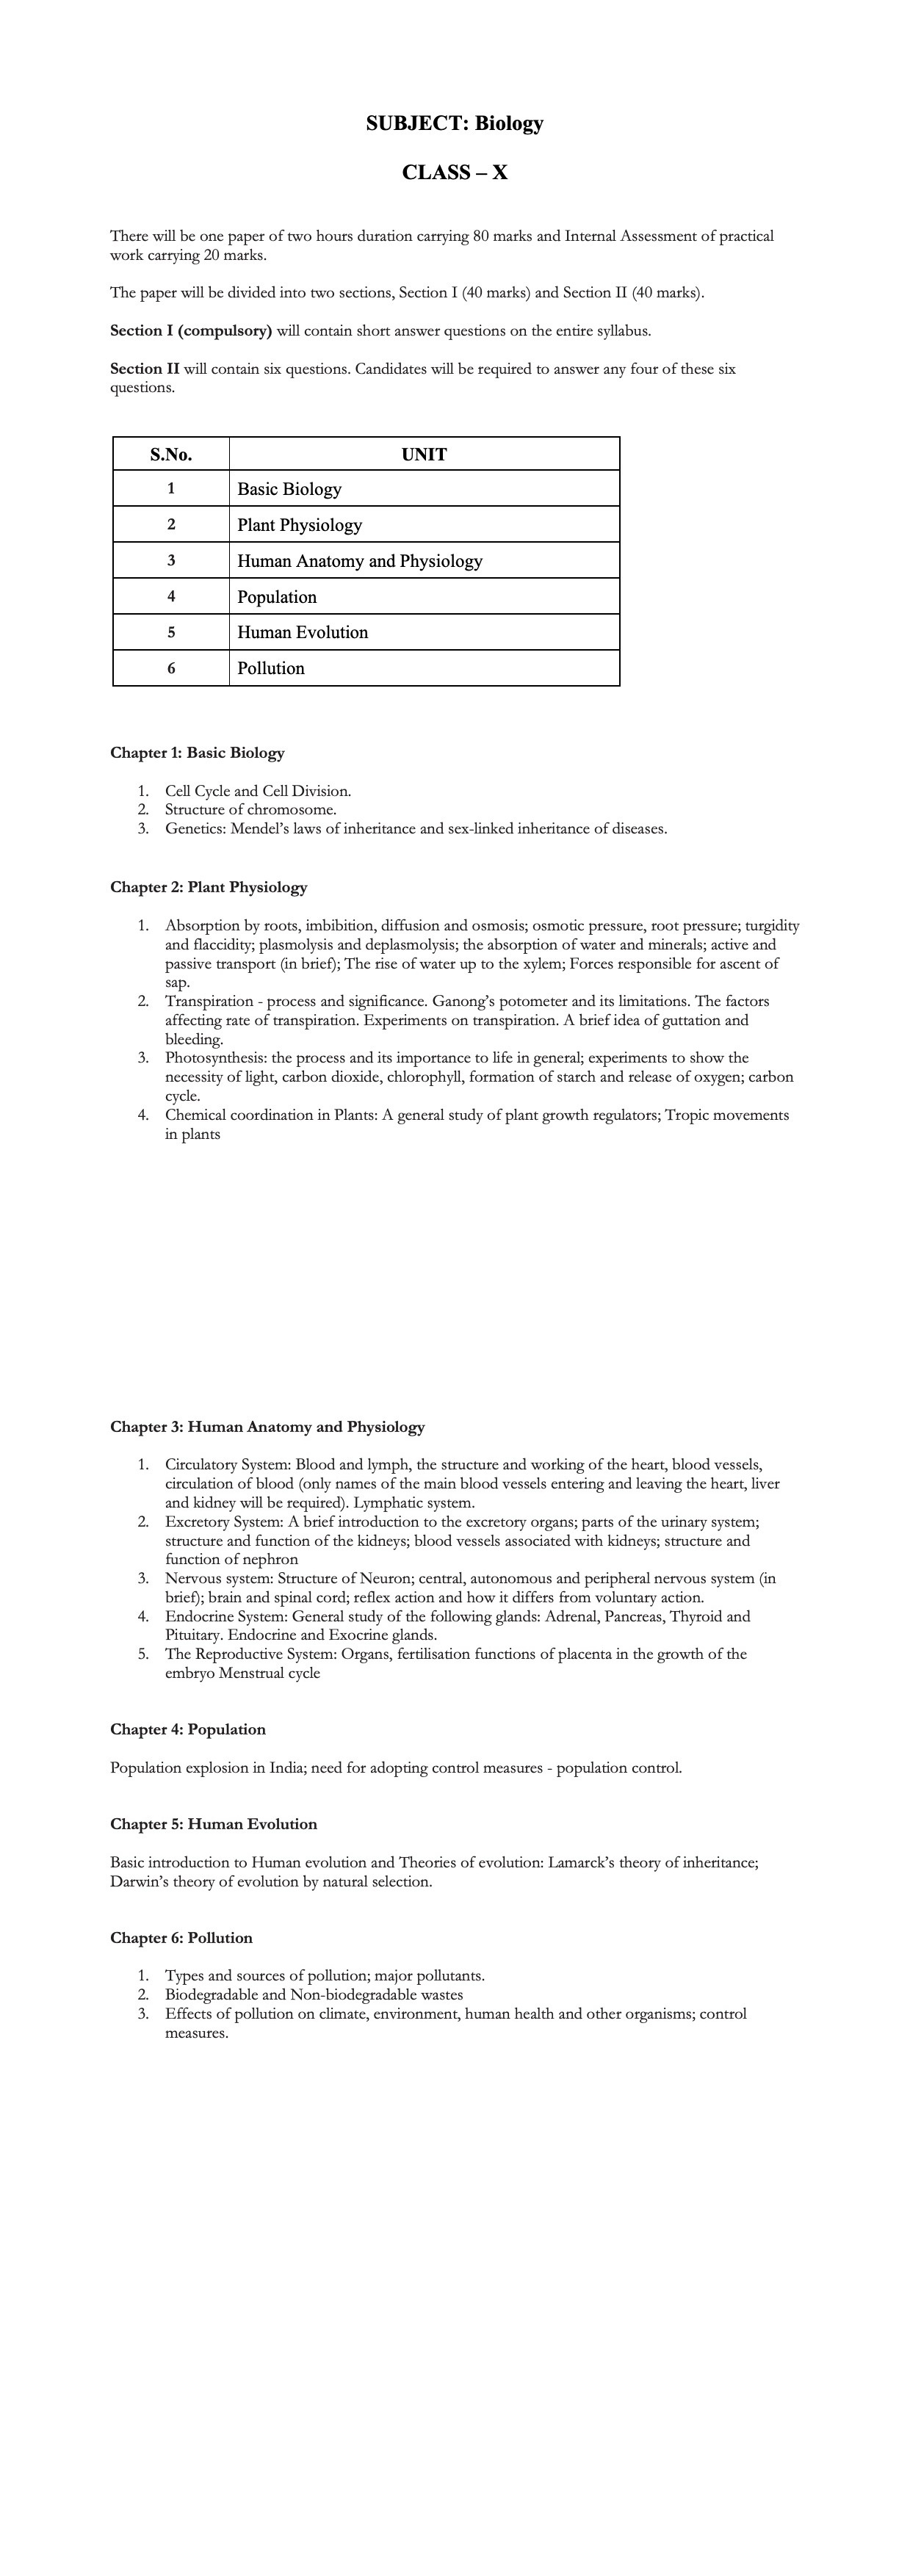 SUBJECT: Biology
CLASS – X
There will be one paper of two hours duration carrying 80 marks and Internal Assessment of practical
work carrying 20 marks.
The paper will be divided into two sections, Section I (40 marks) and Section II (40 marks).
Section I (compulsory) will contain short answer questions on the entire syllabus.
Section II will contain six questions. Candidates will be required to answer any four of these six
questions.
S.No. UNIT
1 Basic Biology
2 Plant Physiology
3 Human Anatomy and Physiology
4 Population
5 Human Evolution
6 Pollution
Chapter 1: Basic Biology
1. Cell Cycle and Cell Division.
2. Structure of chromosome.
3. Genetics: Mendel’s laws of inheritance and sex-linked inheritance of diseases.
Chapter 2: Plant Physiology
1. Absorption by roots, imbibition, diffusion and osmosis; osmotic pressure, root pressure; turgidity
and flaccidity; plasmolysis and deplasmolysis; the absorption of water and minerals; active and
passive transport (in brief); The rise of water up to the xylem; Forces responsible for ascent of
sap.
2. Transpiration - process and significance. Ganong’s potometer and its limitations. The factors
affecting rate of transpiration. Experiments on transpiration. A brief idea of guttation and
bleeding.
3. Photosynthesis: the process and its importance to life in general; experiments to show the
necessity of light, carbon dioxide, chlorophyll, formation of starch and release of oxygen; carbon
cycle.
4. Chemical coordination in Plants: A general study of plant growth regulators; Tropic movements
in plants
Chapter 3: Human Anatomy and Physiology
1. Circulatory System: Blood and lymph, the structure and working of the heart, blood vessels,
circulation of blood (only names of the main blood vessels entering and leaving the heart, liver
and kidney will be required). Lymphatic system.
2. Excretory System: A brief introduction to the excretory organs; parts of the urinary system;
structure and function of the kidneys; blood vessels associated with kidneys; structure and
function of nephron
3. Nervous system: Structure of Neuron; central, autonomous and peripheral nervous system (in
brief); brain and spinal cord; reflex action and how it differs from voluntary action.
4. Endocrine System: General study of the following glands: Adrenal, Pancreas, Thyroid and
Pituitary. Endocrine and Exocrine glands.
5. The Reproductive System: Organs, fertilisation functions of placenta in the growth of the
embryo Menstrual cycle
Chapter 4: Population
Population explosion in India; need for adopting control measures - population control.
Chapter 5: Human Evolution
Basic introduction to Human evolution and Theories of evolution: Lamarck’s theory of inheritance;
Darwin’s theory of evolution by natural selection.
Chapter 6: Pollution
1. Types and sources of pollution; major pollutants.
2. Biodegradable and Non-biodegradable wastes
3. Effects of pollution on climate, environment, human health and other organisms; control
measures.